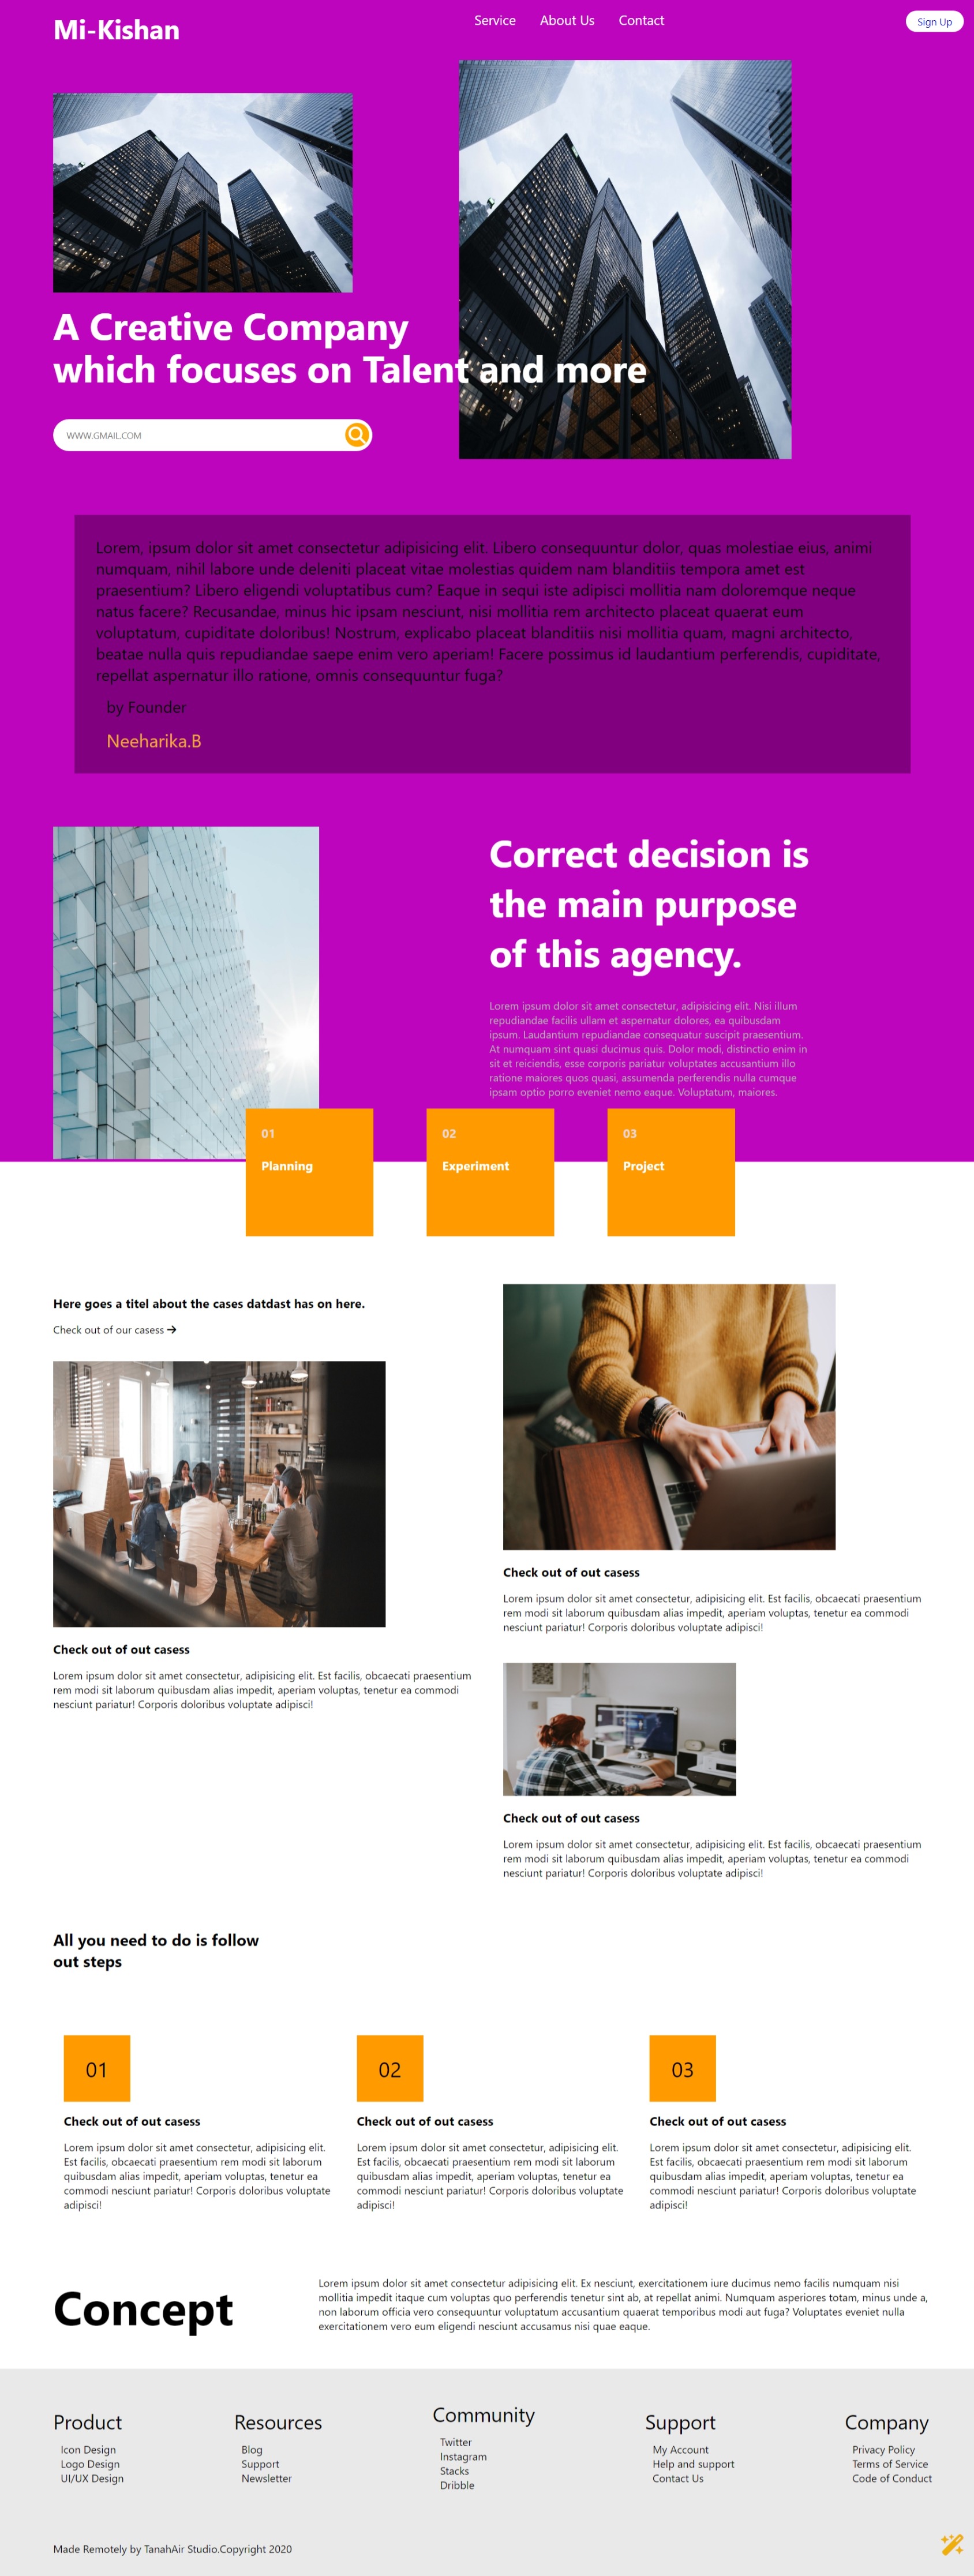 Mi-Kishan
Service About Us Contact
Sign Up
A Creative Company
which focuses on Talent and more
WWW.GMAIL.COM
Lorem, ipsum dolor sit amet consectetur adipisicing elit. Libero consequuntur dolor, quas molestiae eius, animi
numquam, nihil labore unde deleniti placeat vitae molestias quidem nam blanditiis tempora amet est
praesentium? Libero eligendi voluptatibus cum? Eaque in sequi iste adipisci mollitia nam doloremque neque
natus facere? Recusandae, minus hic ipsam nesciunt, nisi mollitia rem architecto placeat quaerat eum
voluptatum, cupiditate doloribus! Nostrum, explicabo placeat blanditiis nisi mollitia quam, magni architecto,
beatae nulla quis repudiandae saepe enim vero aperiam! Facere possimus id laudantium perferendis, cupiditate,
repellat aspernatur illo ratione, omnis consequuntur fuga?
by Founder
Neeharika.B
Correct decision is
the main purpose
of this agency.
Lorem ipsum dolor sit amet consectetur, adipisicing elit. Nisi illum
repudiandae facilis ullam et aspernatur dolores, ea quibusdam
ipsum. Laudantium repudiandae consequatur suscipit praesentium.
At numquam sint quasi ducimus quis. Dolor modi, distinctio enim in
sit et reiciendis, esse corporis pariatur voluptates accusantium illo
ratione maiores quos quasi, assumenda perferendis nulla cumque
ipsam optio porro eveniet nemo eaque. Voluptatum, maiores.
01
Planning
02
Experiment
03
Project
Here goes a titel about the cases datdast has on here.
Check out of our casess
Check out of out casess
Lorem ipsum dolor sit amet consectetur, adipisicing elit. Est facilis, obcaecati praesentium
rem modi sit laborum quibusdam alias impedit, aperiam voluptas, tenetur ea commodi
nesciunt pariatur! Corporis doloribus voluptate adipisci!
Check out of out casess
Lorem ipsum dolor sit amet consectetur, adipisicing elit. Est facilis, obcaecati praesentium
rem modi sit laborum quibusdam alias impedit, aperiam voluptas, tenetur ea commodi
nesciunt pariatur! Corporis doloribus voluptate adipisci!
Check out of out casess
Lorem ipsum dolor sit amet consectetur, adipisicing elit. Est facilis, obcaecati praesentium
rem modi sit laborum quibusdam alias impedit, aperiam voluptas, tenetur ea commodi
nesciunt pariatur! Corporis doloribus voluptate adipisci!
All you need to do is follow
out steps
01
Check out of out casess
Lorem ipsum dolor sit amet consectetur, adipisicing elit.
Est facilis, obcaecati praesentium rem modi sit laborum
quibusdam alias impedit, aperiam voluptas, tenetur ea
commodi nesciunt pariatur! Corporis doloribus voluptate
adipisci!
02
Check out of out casess
Lorem ipsum dolor sit amet consectetur, adipisicing elit.
Est facilis, obcaecati praesentium rem modi sit laborum
quibusdam alias impedit, aperiam voluptas, tenetur ea
commodi nesciunt pariatur! Corporis doloribus voluptate
adipisci!
03
Check out of out casess
Lorem ipsum dolor sit amet consectetur, adipisicing elit.
Est facilis, obcaecati praesentium rem modi sit laborum
quibusdam alias impedit, aperiam voluptas, tenetur ea
commodi nesciunt pariatur! Corporis doloribus voluptate
adipisci!
Concept
Lorem ipsum dolor sit amet consectetur adipisicing elit. Ex nesciunt, exercitationem iure ducimus nemo facilis numquam nisi
mollitia impedit itaque cum voluptas quo perferendis tenetur sint ab, at repellat animi. Numquam asperiores totam, minus unde a,
non laborum officia vero consequuntur voluptatum accusantium quaerat temporibus modi aut fuga? Voluptates eveniet nulla
exercitationem vero eum eligendi nesciunt accusamus nisi quae eaque.
Product
Icon Design
Logo Design
UI/UX Design
Resources
Blog
Support
Newsletter
Community
Twitter
Instagram
Stacks
Dribble
Support
My Account
Help and support
Contact Us
Company
Privacy Policy
Terms of Service
Code of Conduct
Made Remotely by TanahAir Studio.Copyright 2020